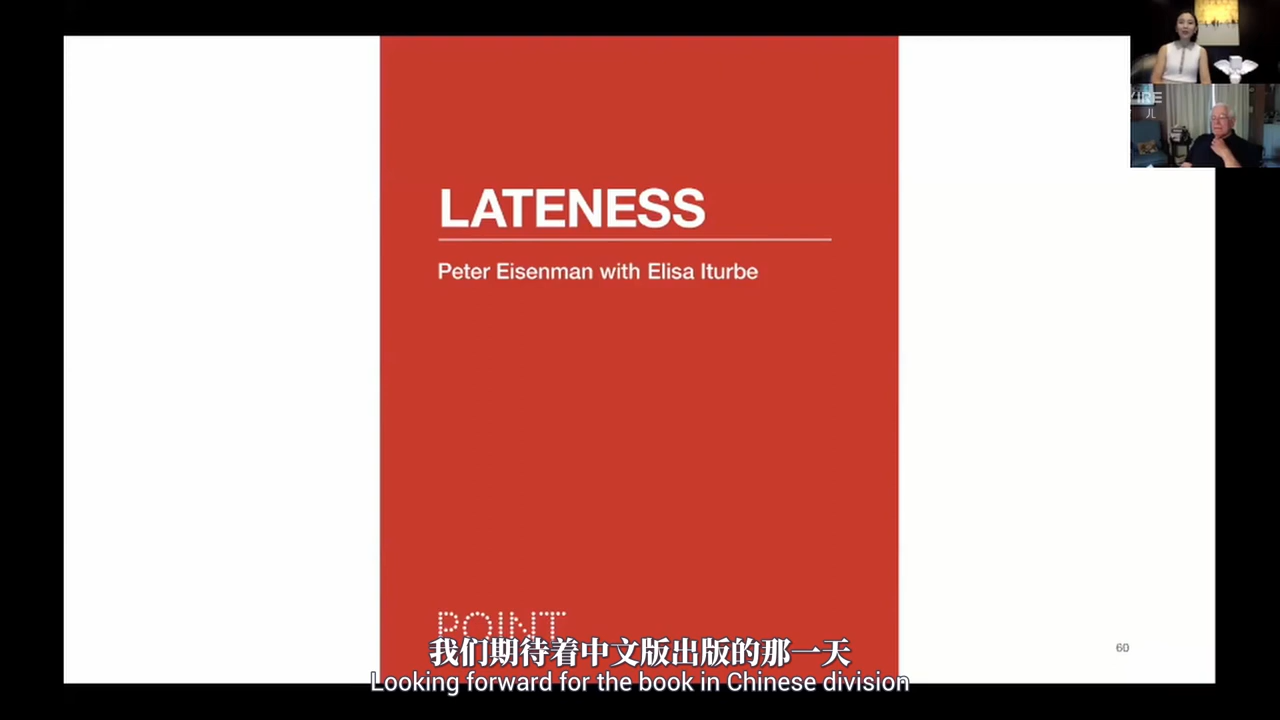 LATENESS
Peter Eisenman with Elisa Iturbe
POINT
我们期待着中文版出版的那一天
Looking forward for the book in Chinese division
60